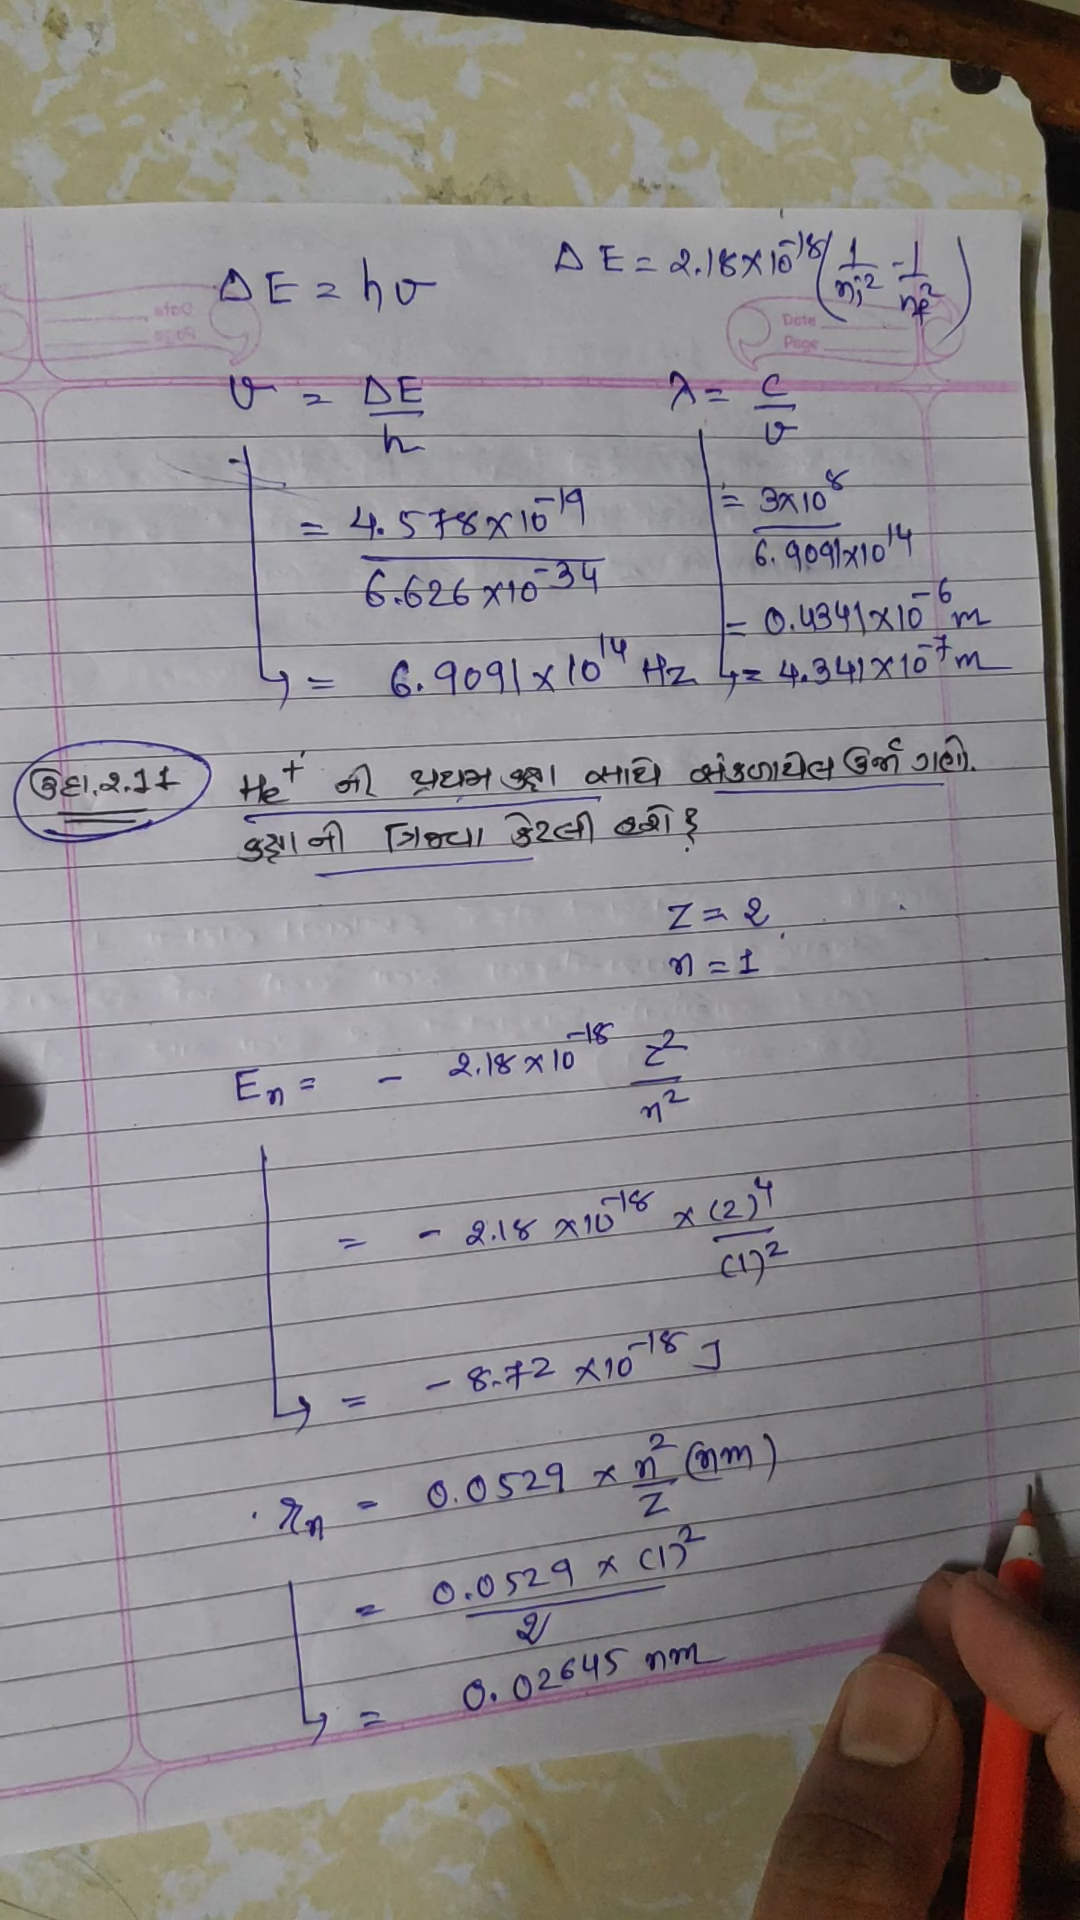 ΔE = hυ
ΔE = 2.18×10⁻¹⁸(1/nᵢ² - 1/n_f²)
Date
Page
υ = ΔE/h
= 4.578×10⁻¹⁹/6.626×10⁻³⁴
= 6.9091×10¹⁴ Hz
λ = c/υ
= 3×10⁸/6.9091×10¹⁴
= 0.4341×10⁻⁶ m
= 4.341×10⁻⁷ m
ઉદા.૨.11 He⁺ ની પ્રથમ કક્ષા સાથે સંકળાયેલ ઉર્જા ગણો.
કક્ષા ની ત્રિજ્યા કેટલી હશે?
Z = 2
n = 1
Eₙ = - 2.18×10⁻¹⁸ Z²/n²
= - 2.18×10⁻¹⁸ × (2)⁴/(1)²
= - 8.72×10⁻¹⁸ J
rₙ = 0.0529 × n²/Z (nm)
= 0.0529 × (1)²/2
= 0.02645 nm